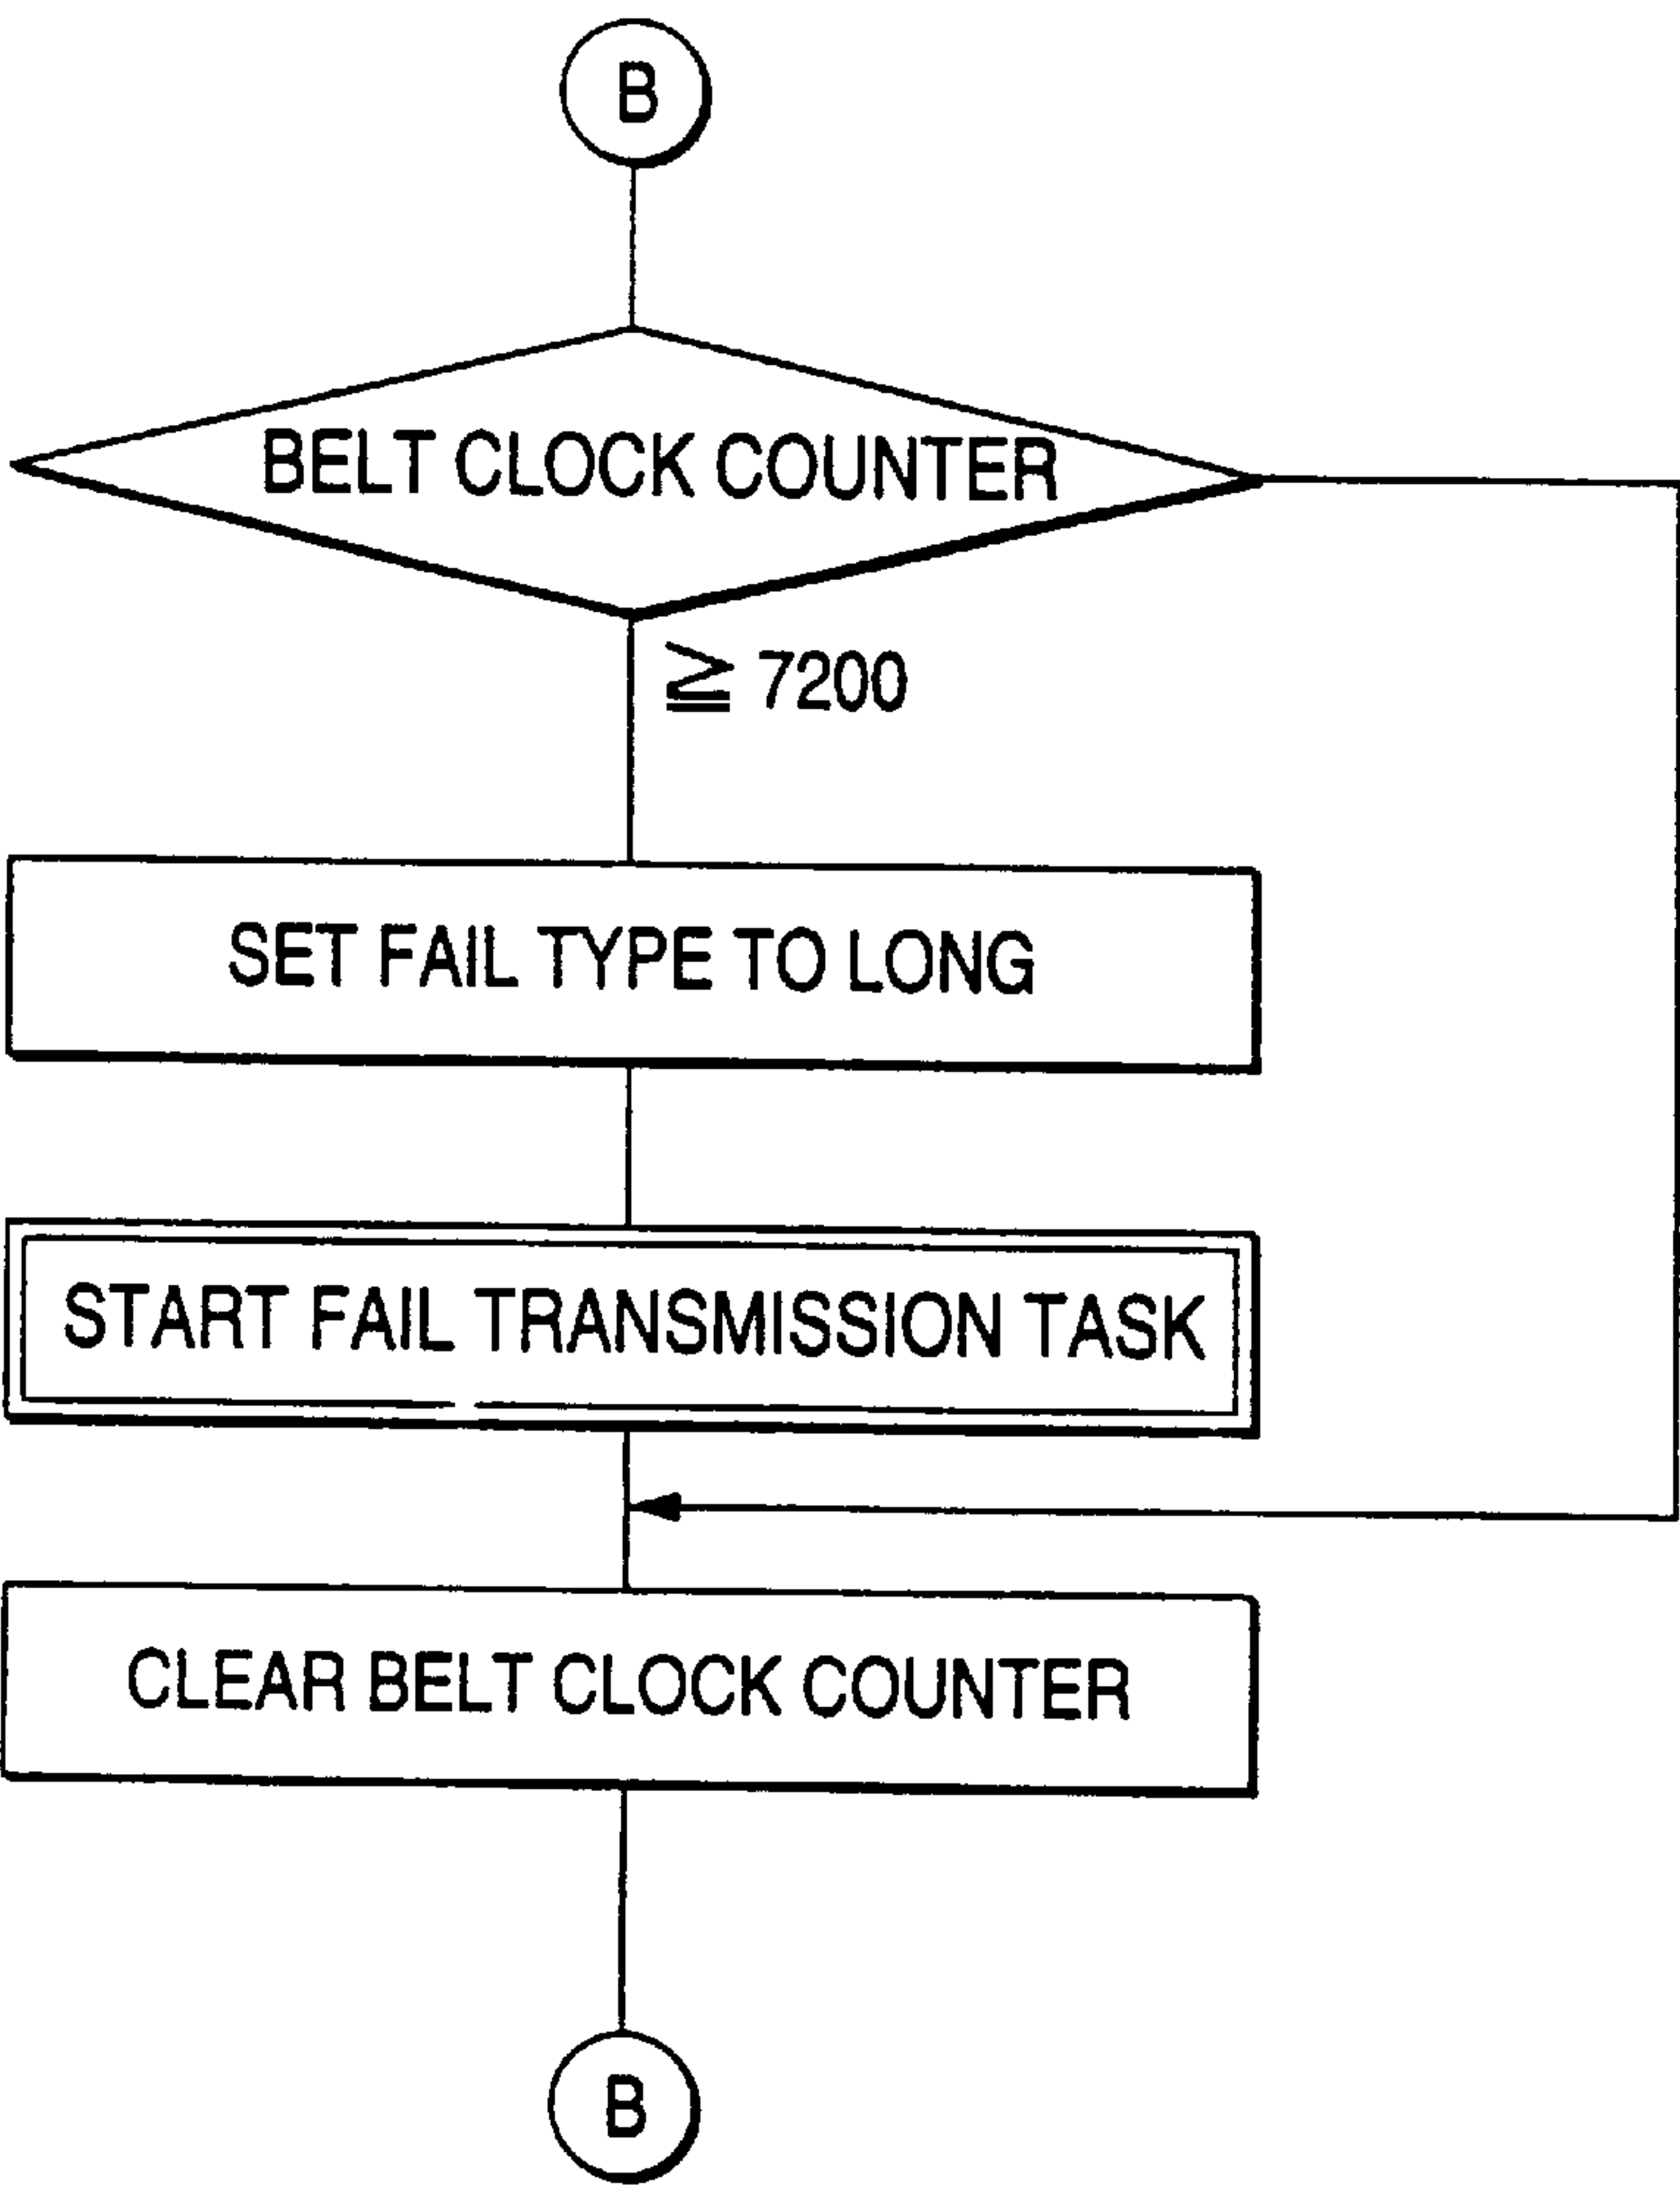 B
BELT CLOCK COUNTER
≧ 7200
SET FAIL TYPE TO LONG
START FAIL TRANSMISSION TASK
CLEAR BELT CLOCK COUNTER
B